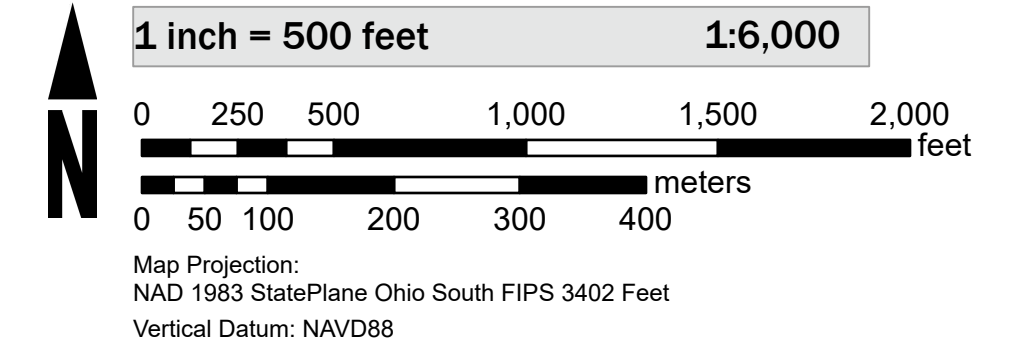 1 inch = 500 feet 1:6,000
0 250 500 1,000 1,500 2,000
feet
meters
0 50 100 200 300 400
N
Map Projection:
NAD 1983 StatePlane Ohio South FIPS 3402 Feet
Vertical Datum: NAVD88